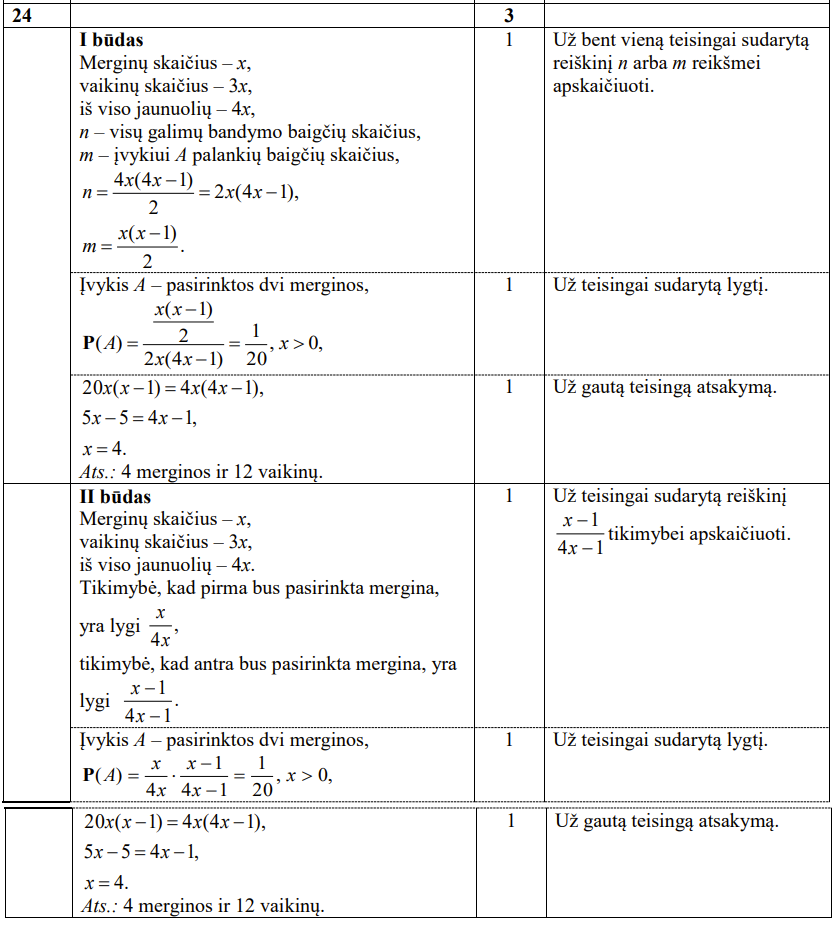 24 3
I būdas 1 Už bent vieną teisingai sudarytą
Merginų skaičius – x, reiškinį n arba m reikšmei
vaikinų skaičius – 3x, apskaičiuoti.
iš viso jaunuolių – 4x,
n – visų galimų bandymo baigčių skaičius,
m – įvykiui A palankių baigčių skaičius,
n = \frac{4x(4x−1)}{2} = 2x(4x−1),
m = \frac{x(x−1)}{2}.
Įvykis A – pasirinktos dvi merginos, 1 Už teisingai sudarytą lygtį.
P(A) = \frac{\frac{x(x−1)}{2}}{2x(4x−1)} = \frac{1}{20}, x > 0,
20x(x−1) = 4x(4x−1), 1 Už gautą teisingą atsakymą.
5x − 5 = 4x − 1,
x = 4.
Ats.: 4 merginos ir 12 vaikinų.
II būdas 1 Už teisingai sudarytą reiškinį
Merginų skaičius – x, \frac{x−1}{4x−1} tikimybei apskaičiuoti.
vaikinų skaičius – 3x,
iš viso jaunuolių – 4x.
Tikimybė, kad pirma bus pasirinkta mergina,
yra lygi \frac{x}{4x},
tikimybė, kad antra bus pasirinkta mergina, yra
lygi \frac{x−1}{4x−1}.
Įvykis A – pasirinktos dvi merginos, 1 Už teisingai sudarytą lygtį.
P(A) = \frac{x}{4x} · \frac{x−1}{4x−1} = \frac{1}{20}, x > 0,
20x(x−1) = 4x(4x−1), 1 Už gautą teisingą atsakymą.
5x − 5 = 4x − 1,
x = 4.
Ats.: 4 merginos ir 12 vaikinų.